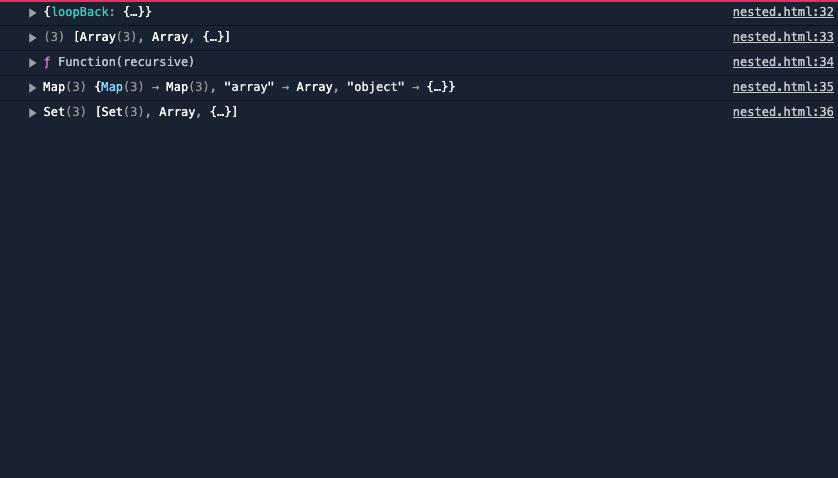 ▶ {loopBack: {…}} nested.html:32
▶ (3) [Array(3), Array, {…}] nested.html:33
▶ ƒ Function(recursive) nested.html:34
▶ Map(3) {Map(3) → Map(3), "array" → Array, "object" → {…}} nested.html:35
▶ Set(3) [Set(3), Array, {…}] nested.html:36